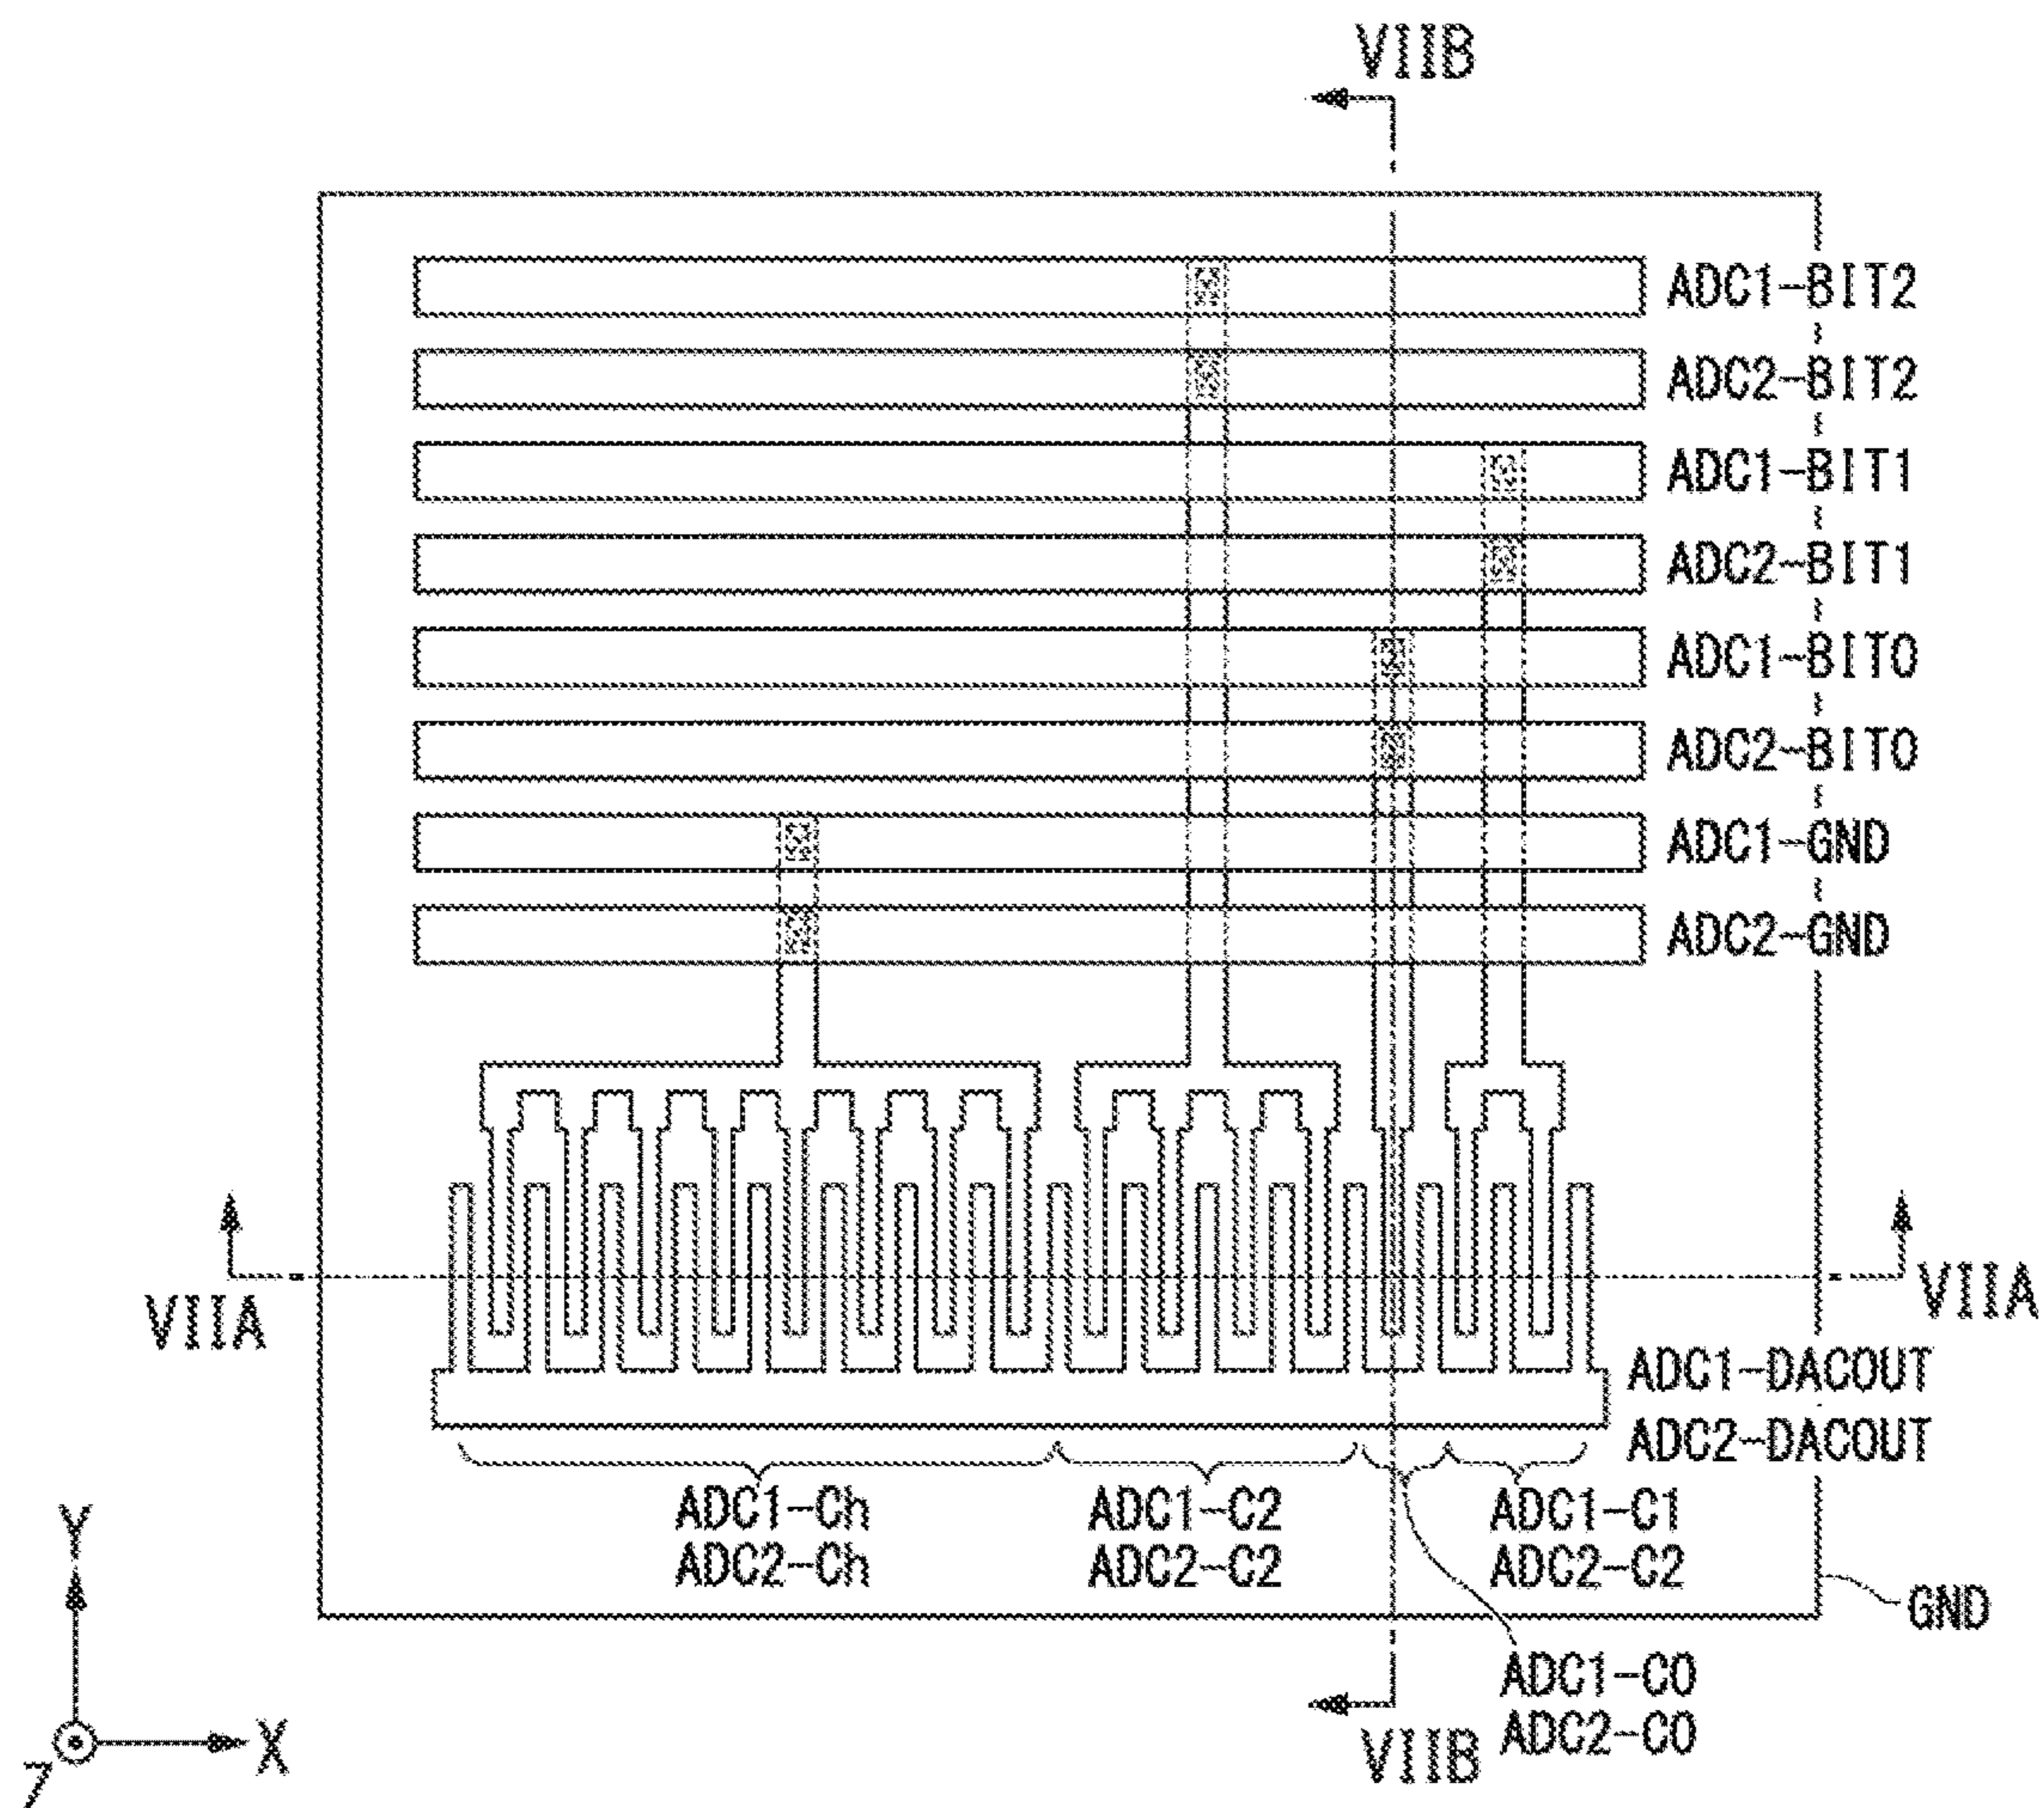 VIIB
ADC1-BIT2
ADC2-BIT2
ADC1-BIT1
ADC2-BIT1
ADC1-BIT0
ADC2-BIT0
ADC1-GND
ADC2-GND
VIIA
VIIA
ADC1-DACOUT
ADC2-DACOUT
ADC1-Ch
ADC2-Ch
ADC1-C2
ADC2-C2
ADC1-C1
ADC2-C2
GND
ADC1-C0
ADC2-C0
VIIB
Y
X
Z